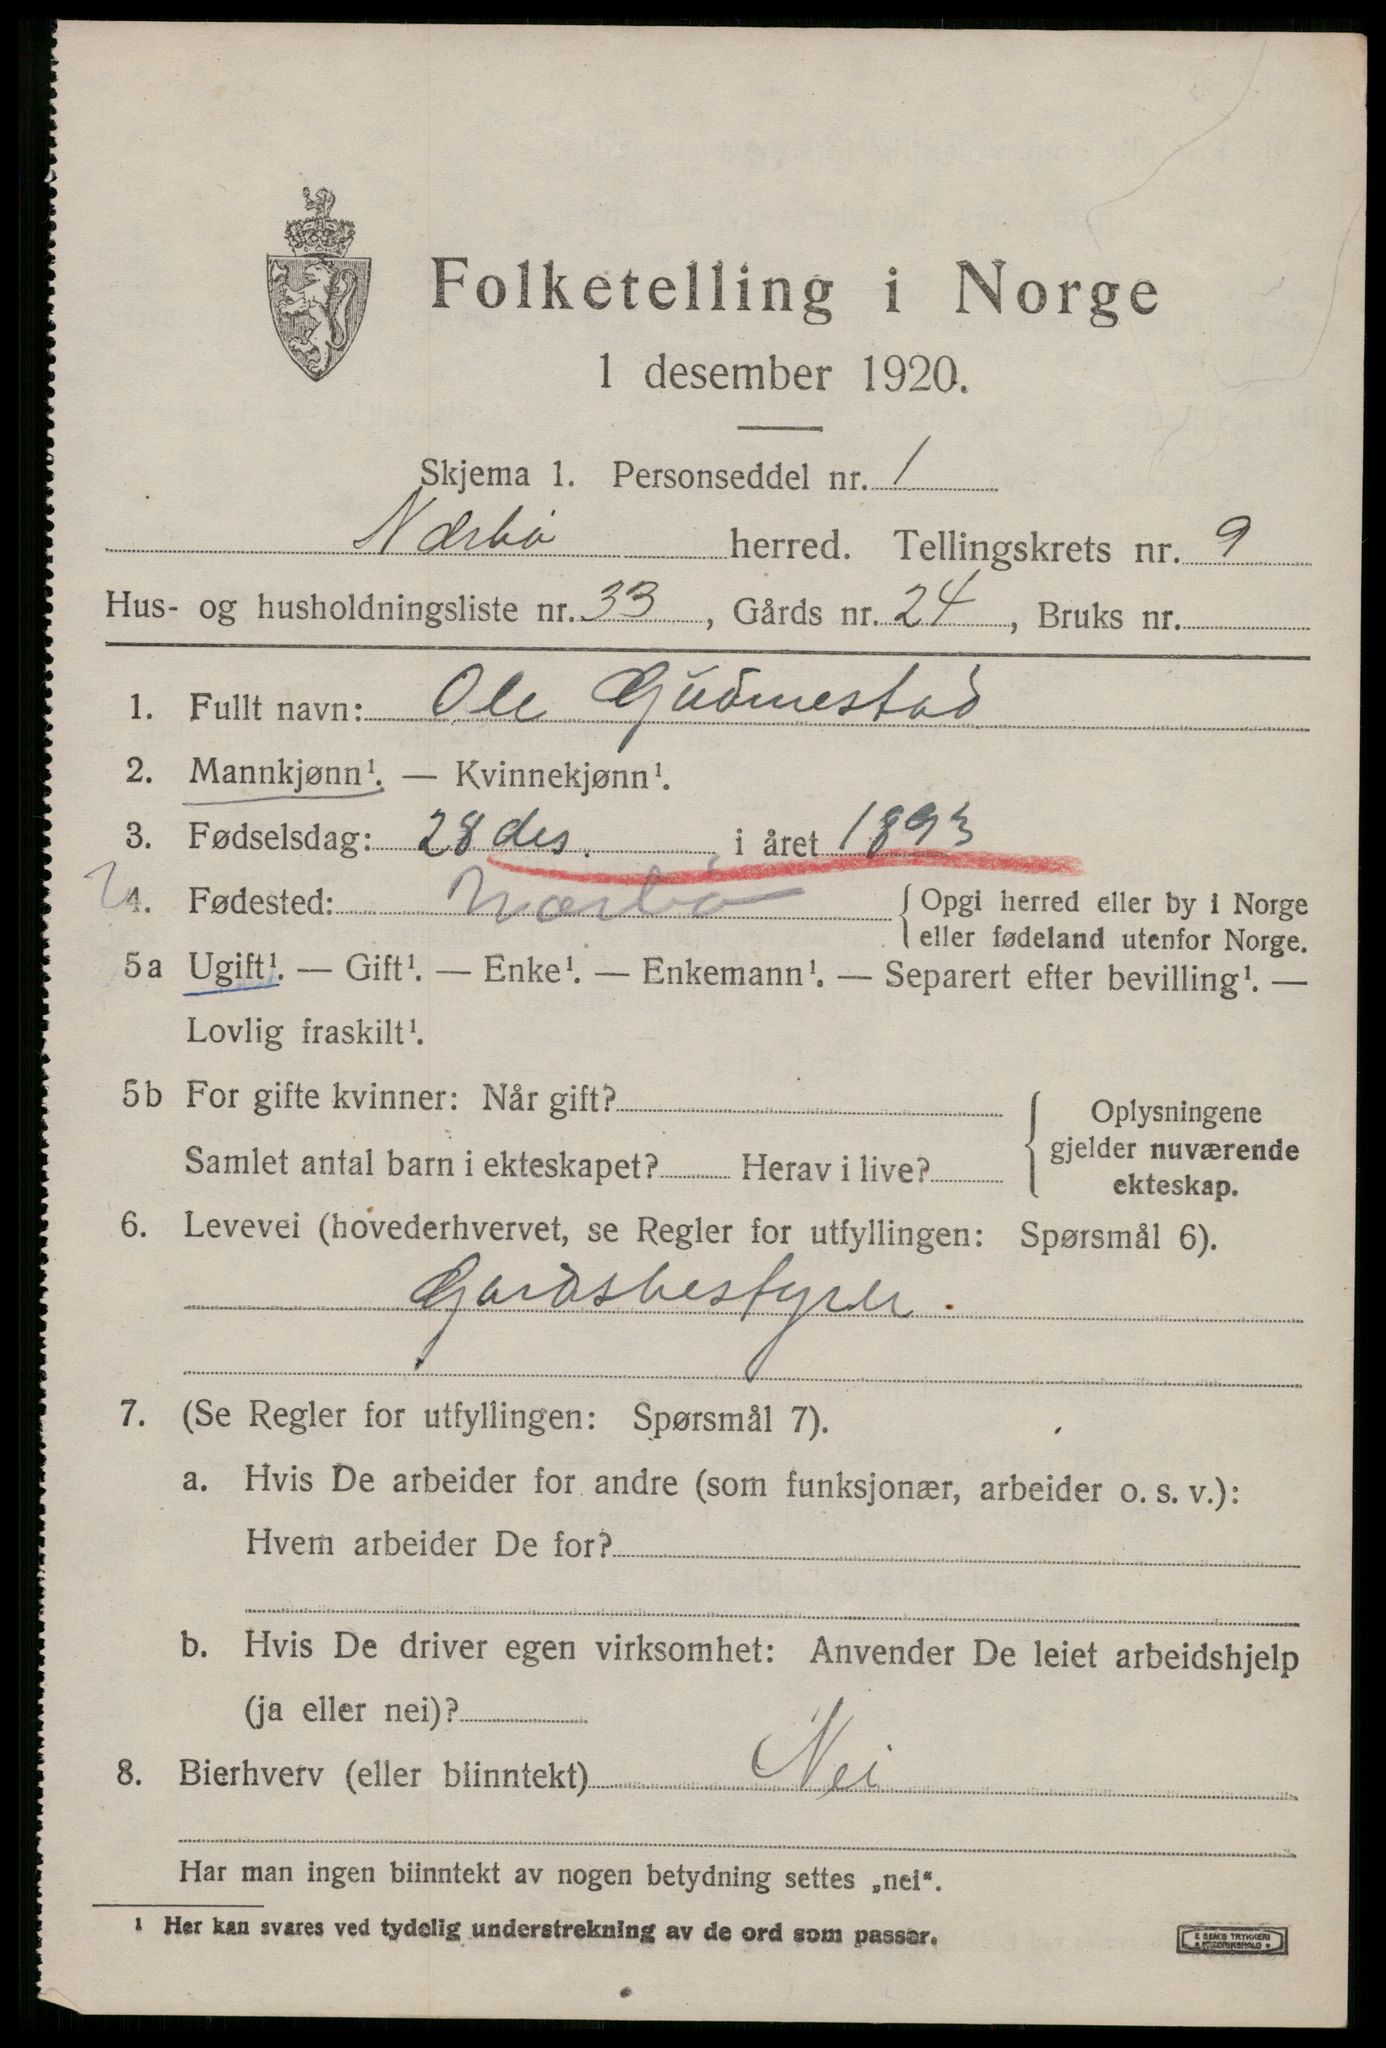 Folketelling i Norge
1 desember 1920.
Skjema 1. Personseddel nr. 1
Nærbø herred. Tellingskrets nr. 9
Hus- og husholdningsliste nr. 33, Gårds nr. 24, Bruks nr.
1. Fullt navn: Ole Gudmestad
2. Mannkjønn¹. — Kvinnekjønn¹.
3. Fødselsdag: 28 des. i året 1893
4. Fødested: Nærbø { Opgi herred eller by i Norge
eller fødeland utenfor Norge.
5a Ugift¹. — Gift¹. — Enke¹. — Enkemann¹. — Separert efter bevilling¹. —
Lovlig fraskilt¹.
5b For gifte kvinner: Når gift?
Samlet antal barn i ekteskapet? Herav i live?
Oplysningene
gjelder nuværende
ekteskap.
6. Levevei (hovederhvervet, se Regler for utfyllingen: Spørsmål 6).
Gardsbestyrer.
7. (Se Regler for utfyllingen: Spørsmål 7).
a. Hvis De arbeider for andre (som funksjonær, arbeider o. s. v.):
Hvem arbeider De for?
b. Hvis De driver egen virksomhet: Anvender De leiet arbeidshjelp
(ja eller nei)?
8. Bierhverv (eller biinntekt) Nei
Har man ingen biinntekt av nogen betydning settes „nei“.
¹ Her kan svares ved tydelig understrekning av de ord som passer.
E SEM'S TRYKKERI
FREDRIKSHALD